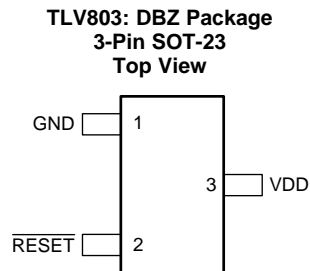 TLV803: DBZ Package
3-Pin SOT-23
Top View
GND 1
3 VDD
RESET 2